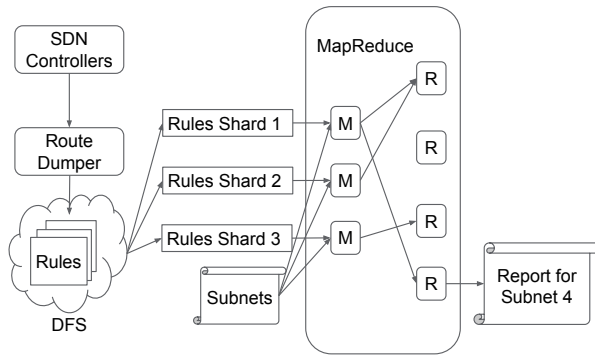 SDN
Controllers
Route
Dumper
Rules
DFS
Rules Shard 1
Rules Shard 2
Rules Shard 3
Subnets
MapReduce
M
M
M
R
R
R
R
Report for
Subnet 4